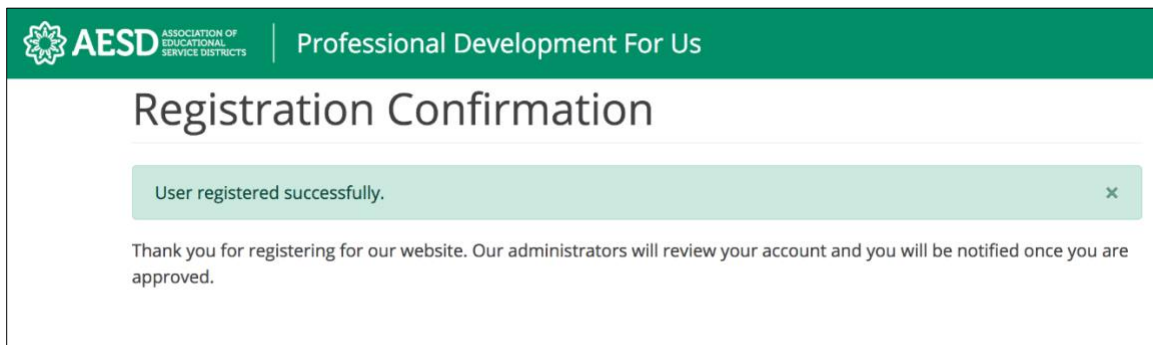 AESD ASSOCIATION OF
EDUCATIONAL
SERVICE DISTRICTS
Professional Development For Us
Registration Confirmation
User registered successfully. ×
Thank you for registering for our website. Our administrators will review your account and you will be notified once you are
approved.